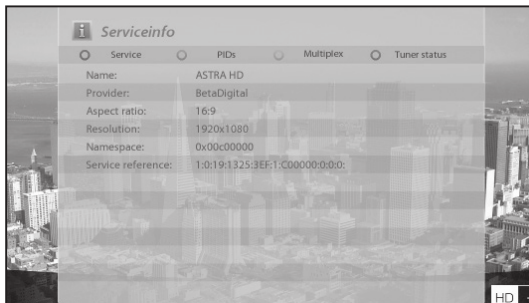 i Serviceinfo
Service PIDs Multiplex Tuner status
Name: ASTRA HD
Provider: BetaDigital
Aspect ratio: 16:9
Resolution: 1920x1080
Namespace: 0x00c00000
Service reference: 1:0:19:1325:3EF:1:C00000:0:0:0:
HD